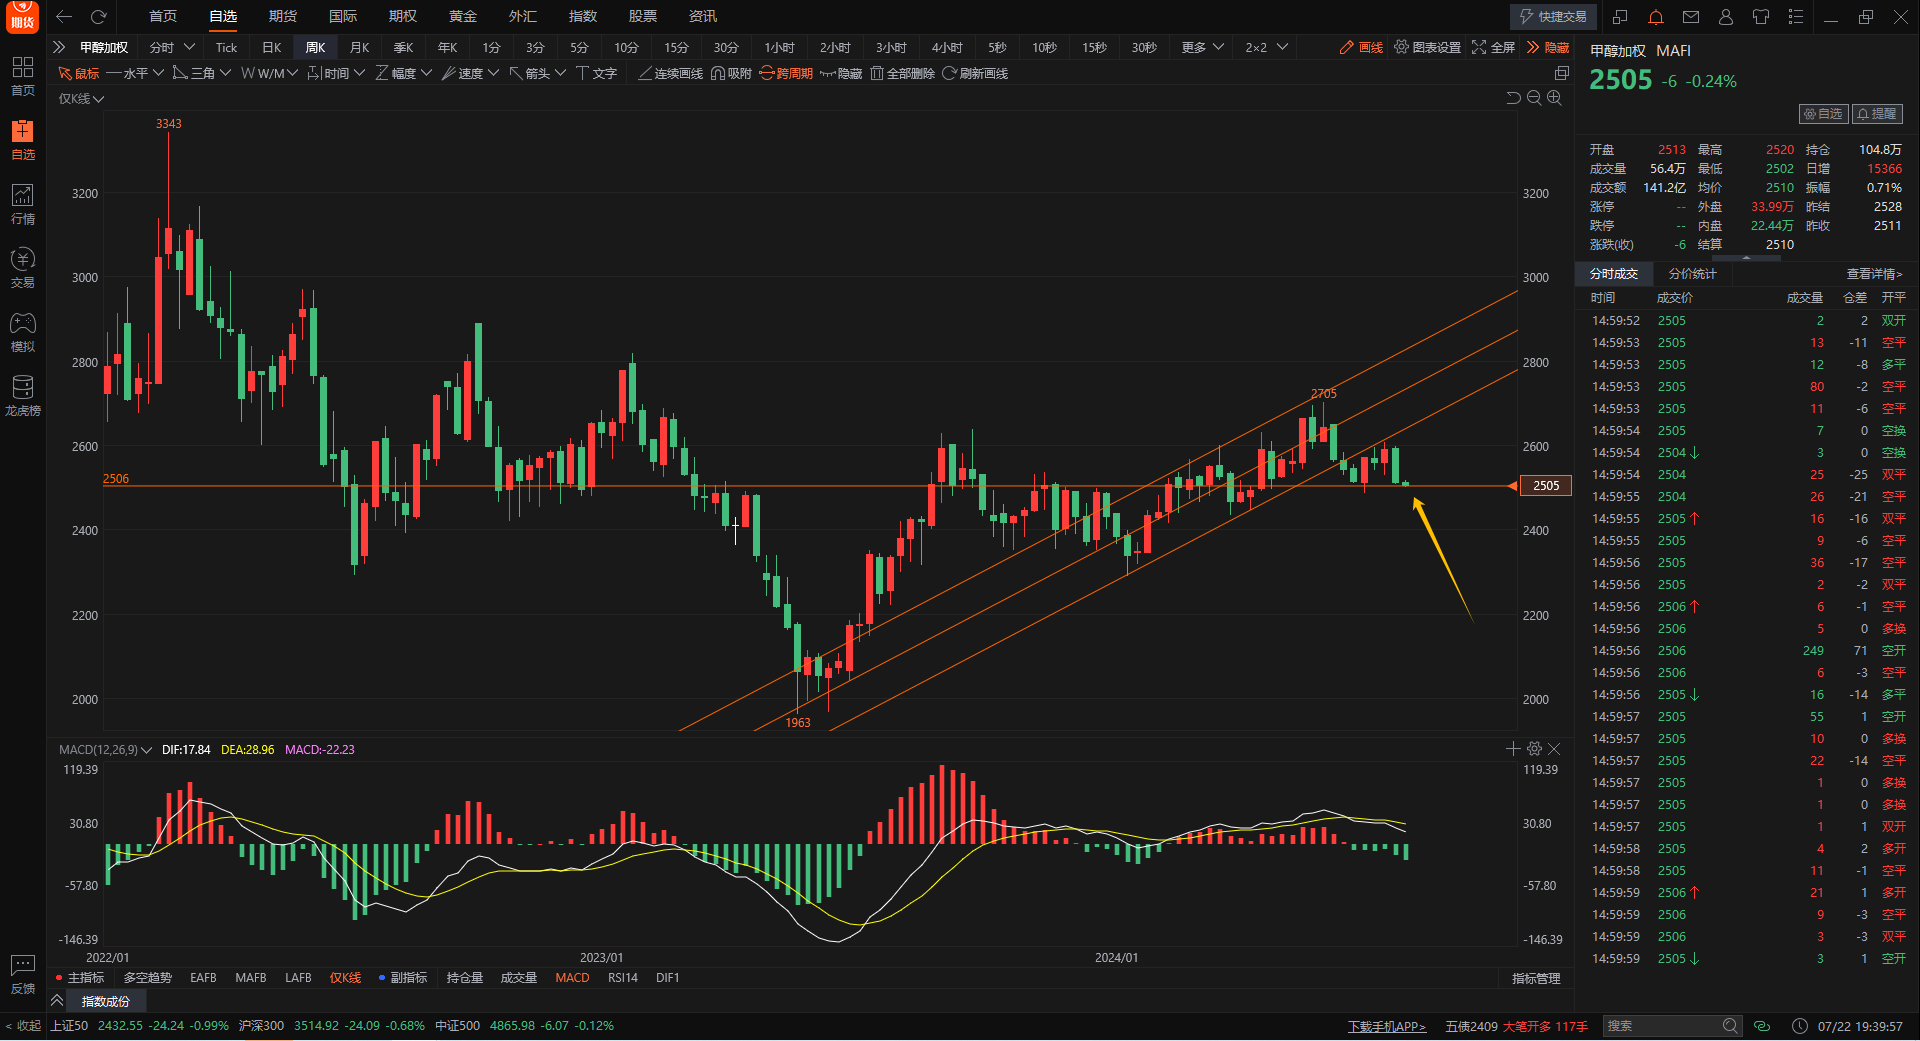 期货
首页 自选 期货 国际 期权 黄金 外汇 指数 股票 资讯 快捷交易
甲醇加权 分时 Tick 日K 周K 月K 季K 年K 1分 3分 5分 10分 15分 30分 1小时 2小时 3小时 4小时 5秒 10秒 15秒 30秒 更多 2×2 画线 图表设置 全屏 隐藏
鼠标 水平 三角 W/M 时间 幅度 速度 箭头 文字 连续画线 吸附 跨周期 隐藏 全部删除 刷新画线
首页
自选
行情
交易
模拟
龙虎榜
反馈
< 收起
仅K线
3343
3200 3200
3000 3000
2800 2800
2705
2600 2600
2506
2505
2400 2400
2200 2200
2000 2000
1963
MACD(12,26,9) DIF:17.84 DEA:28.96 MACD:-22.23
119.39 119.39
30.80 30.80
-57.80 -57.80
-146.39 -146.39
2022/01 2023/01 2024/01
主指标 多空趋势 EAFB MAFB LAFB 仅K线 副指标 持仓量 成交量 MACD RSI14 DIF1 指标管理
指数成份
甲醇加权 MAFI
2505 -6 -0.24%
自选 提醒
开盘 2513 最高 2520 持仓 104.8万
成交量 56.4万 最低 2502 日增 15366
成交额 141.2亿 均价 2510 振幅 0.71%
涨停 -- 外盘 33.99万 昨结 2528
跌停 -- 内盘 22.44万 昨收 2511
涨跌(收) -6 结算 2510
分时成交 分价统计 查看详情>
时间 成交价 成交量 仓差 开平
14:59:52 2505 2 2 双开
14:59:53 2505 13 -11 空平
14:59:53 2505 12 -8 多平
14:59:53 2505 80 -2 空平
14:59:53 2505 11 -6 空平
14:59:54 2505 7 0 空换
14:59:54 2504↓ 3 0 空换
14:59:54 2504 25 -25 双平
14:59:55 2504 26 -21 空平
14:59:55 2505↑ 16 -16 双平
14:59:55 2505 9 -6 空平
14:59:56 2505 36 -17 空平
14:59:56 2505 2 -2 双平
14:59:56 2506↑ 6 -1 空平
14:59:56 2506 5 0 多换
14:59:56 2506 249 71 空开
14:59:56 2506 6 -3 空平
14:59:56 2505↓ 16 -14 多平
14:59:57 2505 55 1 空开
14:59:57 2505 10 0 多换
14:59:57 2505 22 -14 空平
14:59:57 2505 1 0 多换
14:59:57 2505 1 0 多换
14:59:57 2505 1 1 双开
14:59:58 2505 4 2 多开
14:59:58 2505 11 -1 空平
14:59:59 2506↑ 21 1 多开
14:59:59 2506 9 -3 空平
14:59:59 2506 3 -3 双平
14:59:59 2505↓ 3 1 空开
上证50 2432.55 -24.24 -0.99% 沪深300 3514.92 -24.09 -0.68% 中证500 4865.98 -6.07 -0.12% 下载手机APP> 五债2409 大笔开多 117手 搜索 07/22 19:39:57